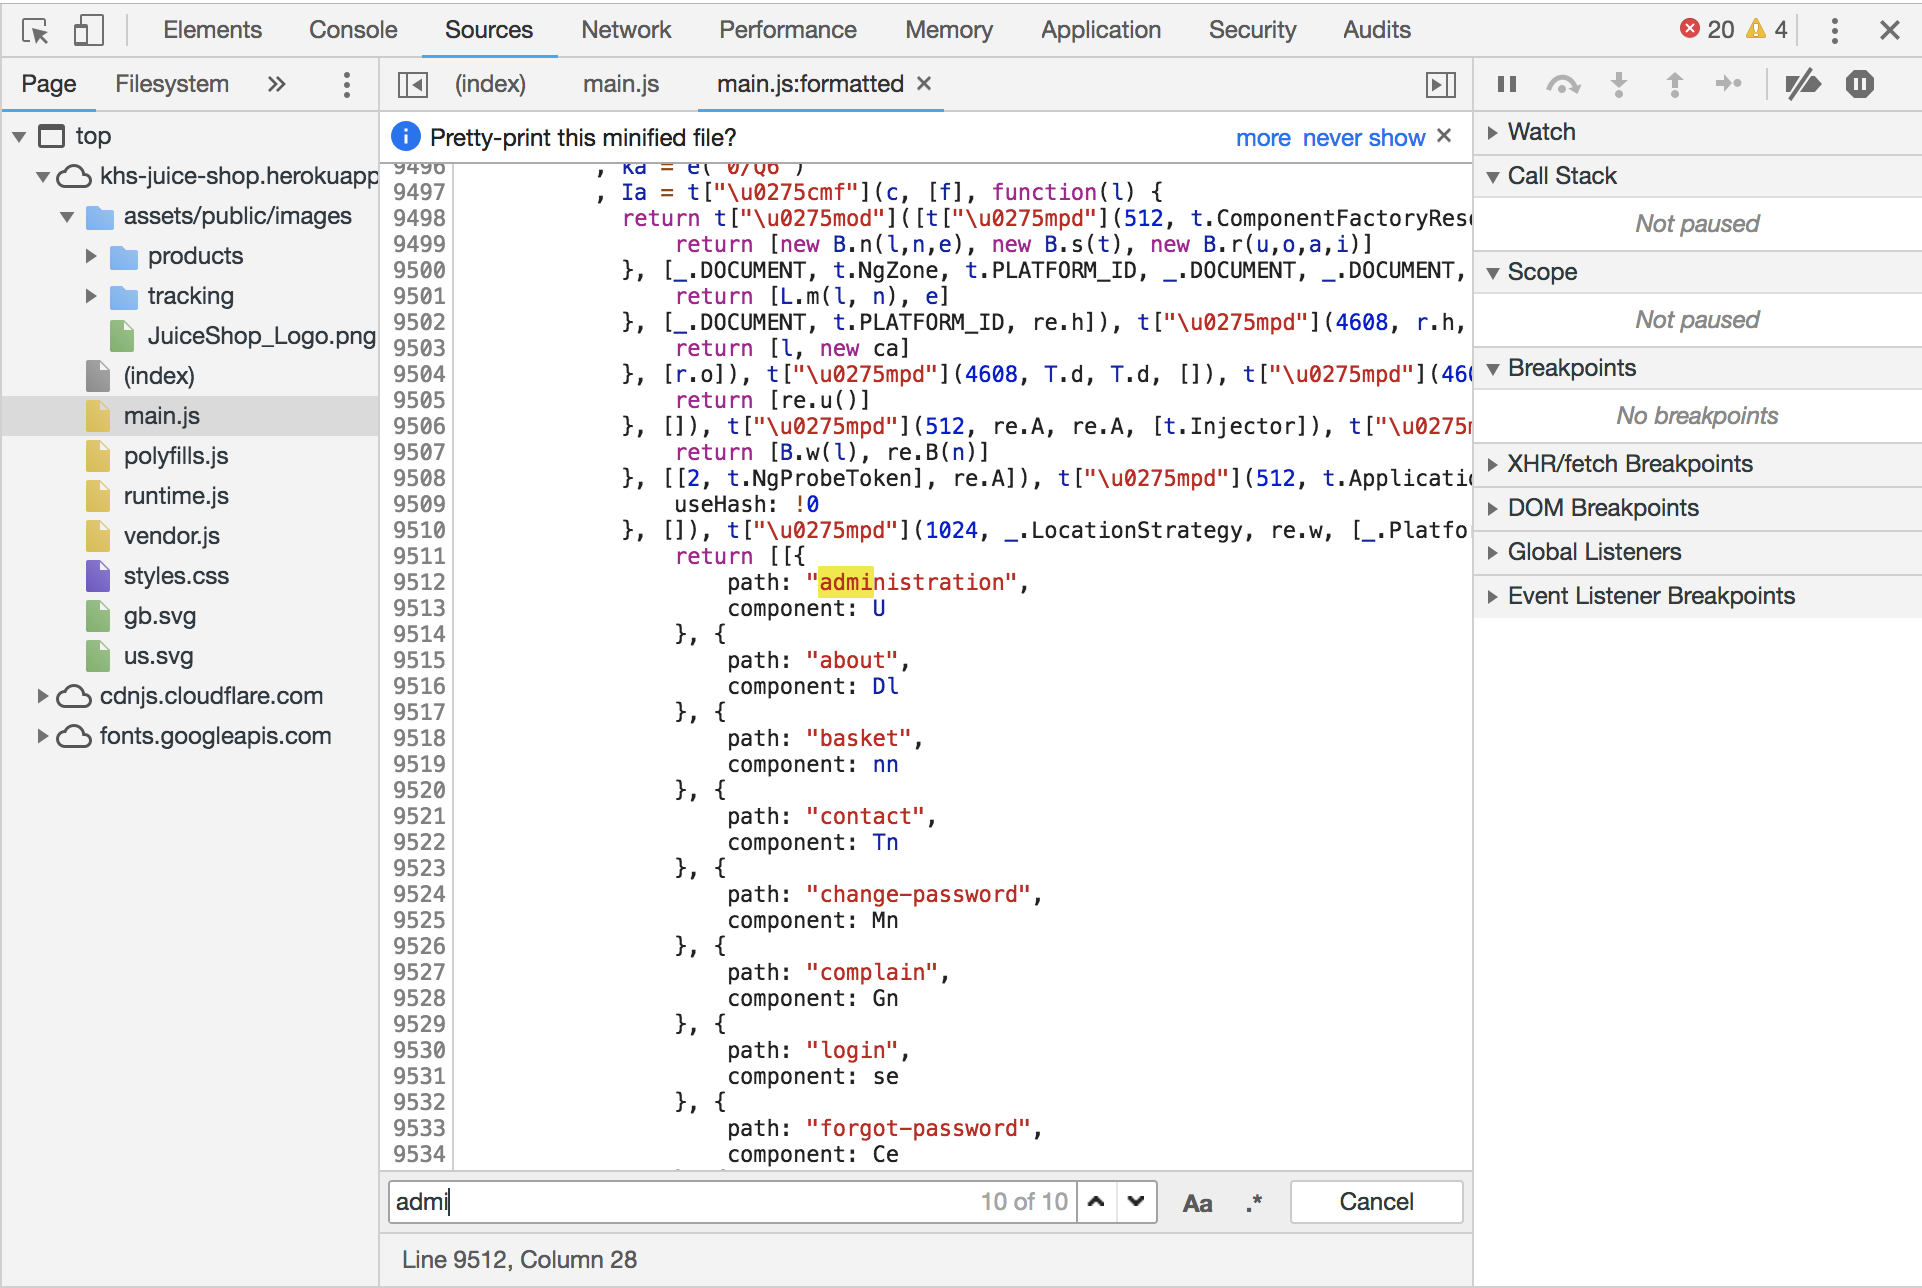 Elements Console Sources Network Performance Memory Application Security Audits 20 4
Page Filesystem
(index) main.js main.js:formatted
top
khs-juice-shop.herokuapp
assets/public/images
products
tracking
JuiceShop_Logo.png
(index)
main.js
polyfills.js
runtime.js
vendor.js
styles.css
gb.svg
us.svg
cdnjs.cloudflare.com
fonts.googleapis.com
Pretty-print this minified file? more never show
9496 , ka = e("0/Q6")
9497 , Ia = t["\u0275cmf"](c, [f], function(l) {
9498 return t["\u0275mod"]([t["\u0275mpd"](512, t.ComponentFactoryReso
9499 return [new B.n(l,n,e), new B.s(t), new B.r(u,o,a,i)]
9500 }, [_.DOCUMENT, t.NgZone, t.PLATFORM_ID, _.DOCUMENT, _.DOCUMENT,
9501 return [L.m(l, n), e]
9502 }, [_.DOCUMENT, t.PLATFORM_ID, re.h]), t["\u0275mpd"](4608, r.h,
9503 return [l, new ca]
9504 }, [r.o]), t["\u0275mpd"](4608, T.d, T.d, []), t["\u0275mpd"](460
9505 return [re.u()]
9506 }, []), t["\u0275mpd"](512, re.A, re.A, [t.Injector]), t["\u0275m
9507 return [B.w(l), re.B(n)]
9508 }, [[2, t.NgProbeToken], re.A]), t["\u0275mpd"](512, t.Applicatio
9509 useHash: !0
9510 }, []), t["\u0275mpd"](1024, _.LocationStrategy, re.w, [_.Platfo
9511 return [[{
9512 path: "administration",
9513 component: U
9514 }, {
9515 path: "about",
9516 component: Dl
9517 }, {
9518 path: "basket",
9519 component: nn
9520 }, {
9521 path: "contact",
9522 component: Tn
9523 }, {
9524 path: "change-password",
9525 component: Mn
9526 }, {
9527 path: "complain",
9528 component: Gn
9529 }, {
9530 path: "login",
9531 component: se
9532 }, {
9533 path: "forgot-password",
9534 component: Ce
admi 10 of 10 Aa .* Cancel
Line 9512, Column 28
Watch
Call Stack
Not paused
Scope
Not paused
Breakpoints
No breakpoints
XHR/fetch Breakpoints
DOM Breakpoints
Global Listeners
Event Listener Breakpoints